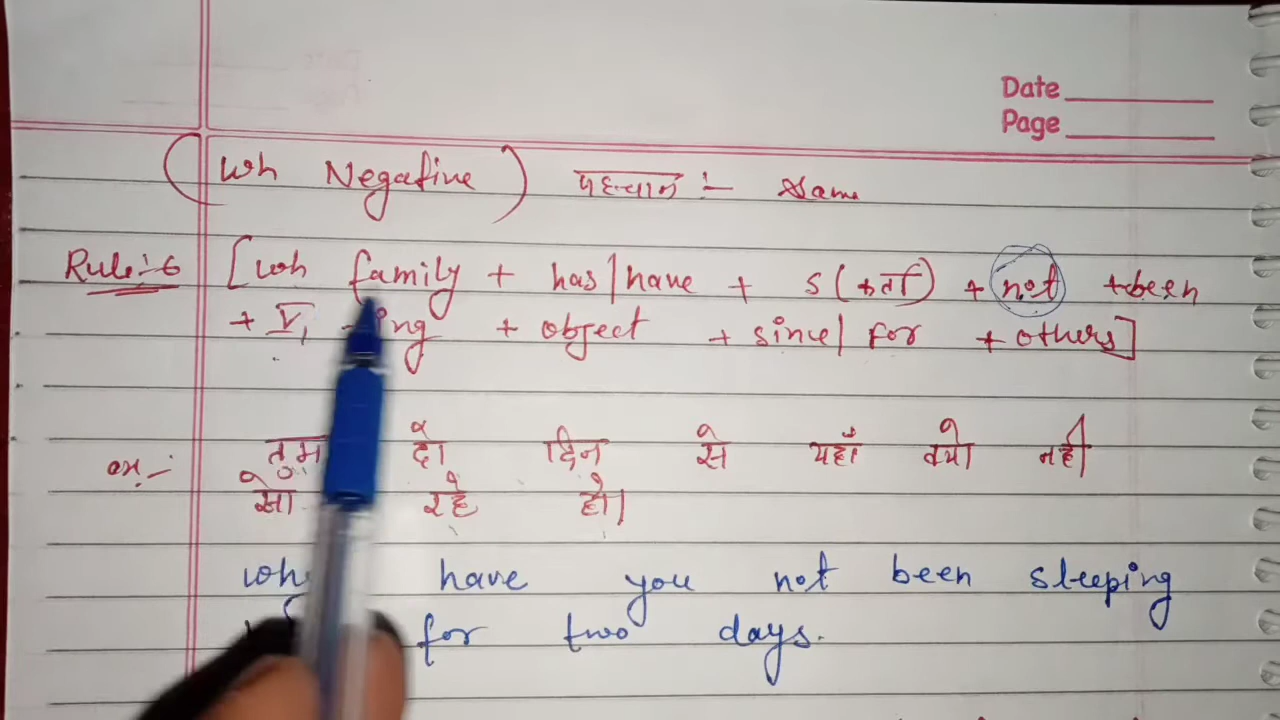 Date
Page
(Wh Negative) पहचान :- Same
Rule:-6 [Wh family + has/have + S(कर्ता) + not + been
+ V1 ing + object + since/ for + others]
ex:- तुम दो दिन से यहाँ क्यो नही
सो रहे हो।
have you not been sleeping
for two days.